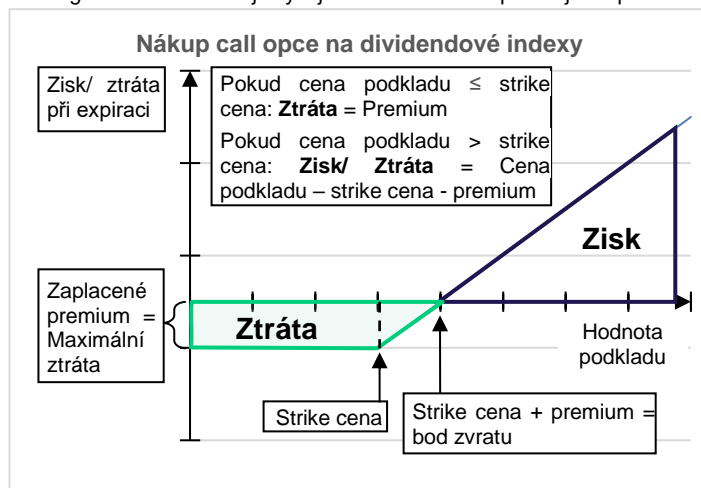 Nákup call opce na dividendové indexy
Zisk/ ztráta
při expiraci
Pokud cena podkladu ≤ strike
cena: Ztráta = Premium
Pokud cena podkladu > strike
cena: Zisk/ Ztráta = Cena
podkladu – strike cena - premium
Zisk
Zaplacené
premium =
Maximální
ztráta
Ztráta
Hodnota
podkladu
Strike cena
Strike cena + premium =
bod zvratu